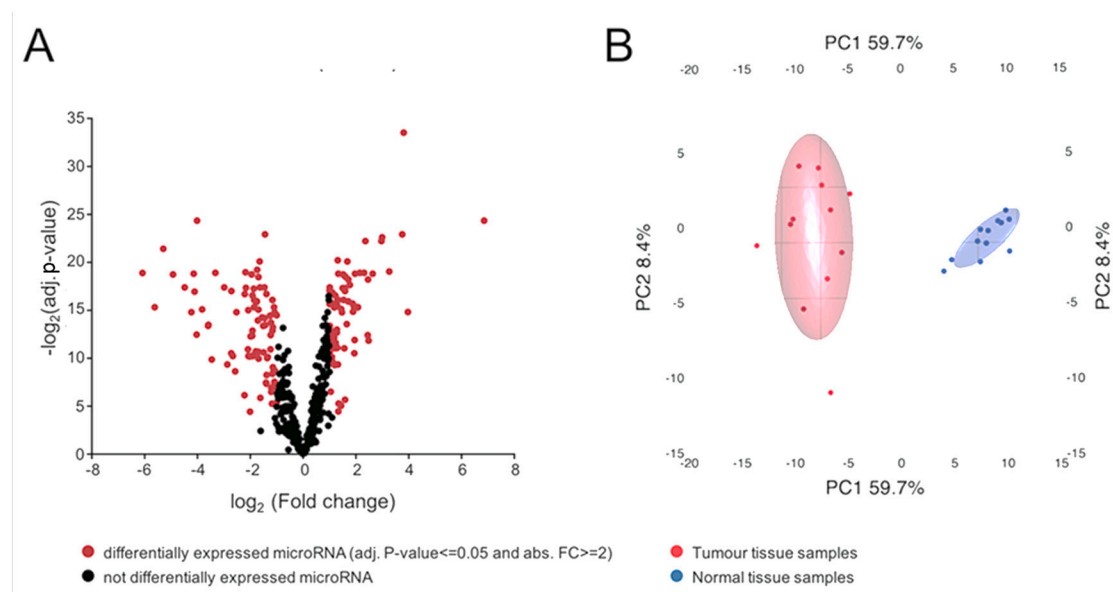 A
-log₂(adj. p-value)
35
30
25
20
15
10
5
0
-8 -6 -4 -2 0 2 4 6 8
log₂ (Fold change)
differentially expressed microRNA (adj. P-value<=0.05 and abs. FC>=2)
not differentially expressed microRNA
B
PC1 59.7%
-20 -15 -10 -5 0 5 10 15
PC2 8.4%
5
0
-5
-10
-15
5
0
-5
-10
-15
PC2 8.4%
-20 -15 -10 -5 0 5 10 15
PC1 59.7%
Tumour tissue samples
Normal tissue samples